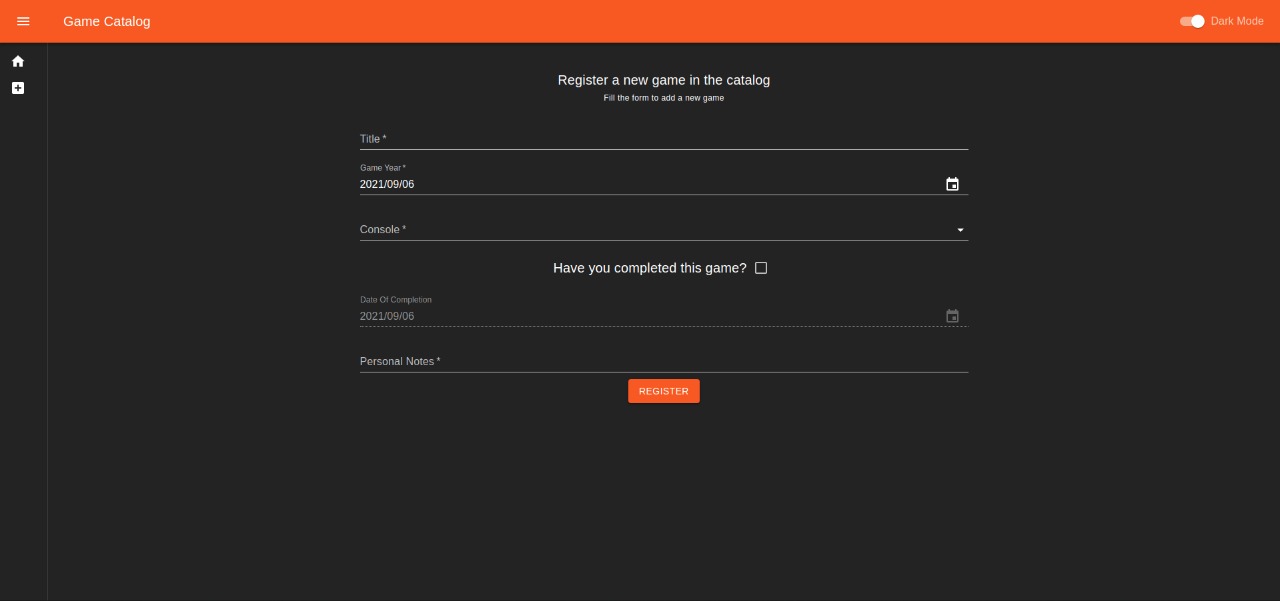 Game Catalog
Dark Mode
Register a new game in the catalog
Fill the form to add a new game
Title *
Game Year *
2021/09/06
Console *
Have you completed this game?
Date Of Completion
2021/09/06
Personal Notes *
REGISTER